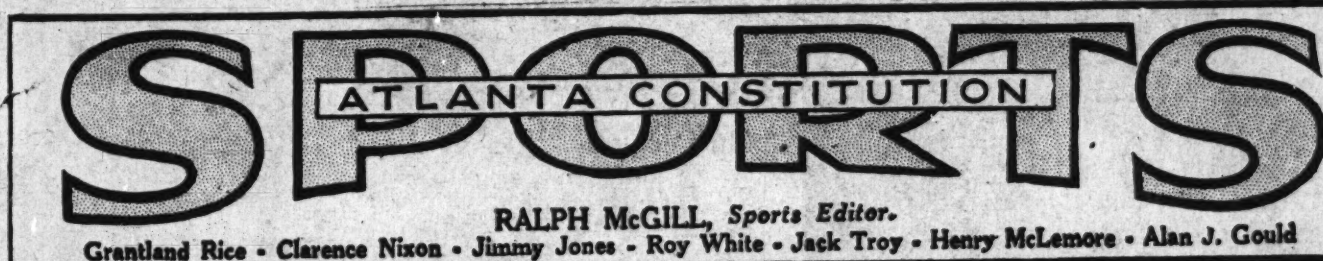 SPORTS
ATLANTA CONSTITUTION
RALPH McGILL, Sports Editor.
Grantland Rice - Clarence Nixon - Jimmy Jones - Roy White - Jack Troy - Henry McLemore - Alan J. Gould